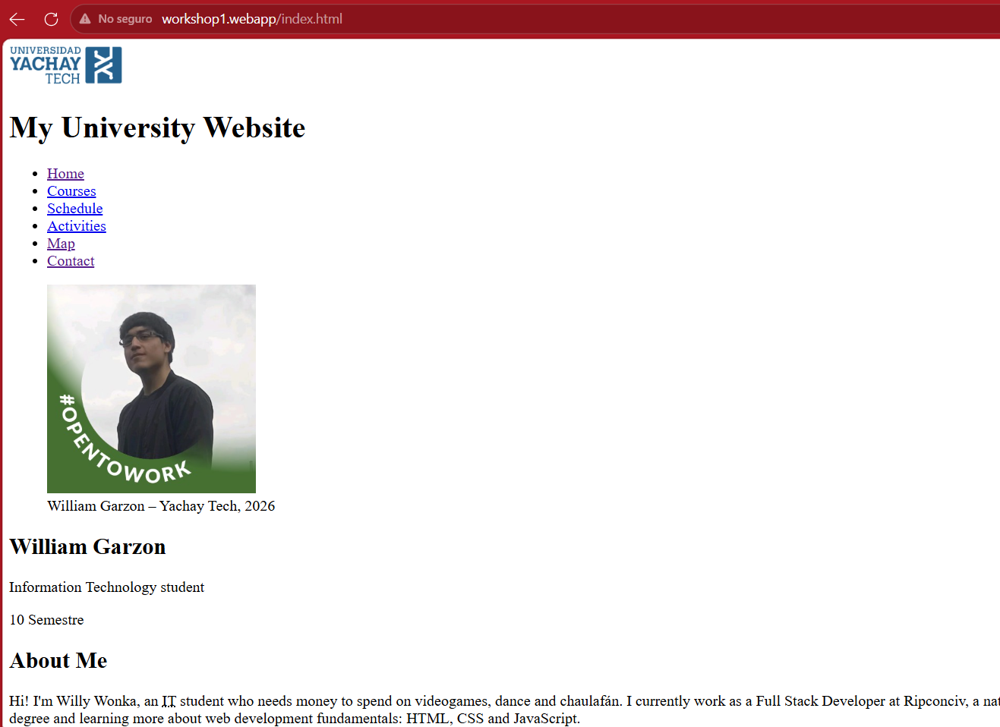 No seguro workshop1.webapp/index.html
UNIVERSIDAD
YACHAY
TECH
My University Website
Home
Courses
Schedule
Activities
Map
Contact
#OPENTOWORK
William Garzon – Yachay Tech, 2026
William Garzon
Information Technology student
10 Semestre
About Me
Hi! I'm Willy Wonka, an IT student who needs money to spend on videogames, dance and chaulafán. I currently work as a Full Stack Developer at Ripconciv, a nat
degree and learning more about web development fundamentals: HTML, CSS and JavaScript.